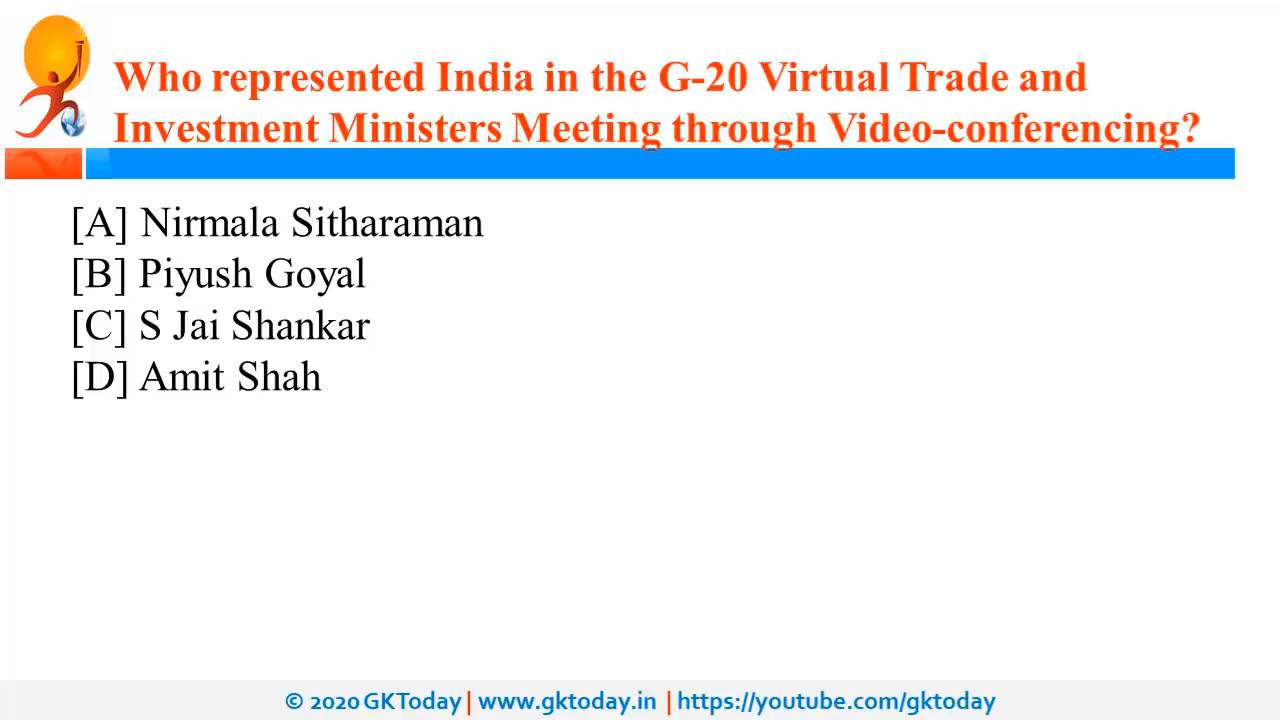 Who represented India in the G-20 Virtual Trade and
Investment Ministers Meeting through Video-conferencing?
[A] Nirmala Sitharaman
[B] Piyush Goyal
[C] S Jai Shankar
[D] Amit Shah
© 2020 GKToday | www.gktoday.in | https://youtube.com/gktoday